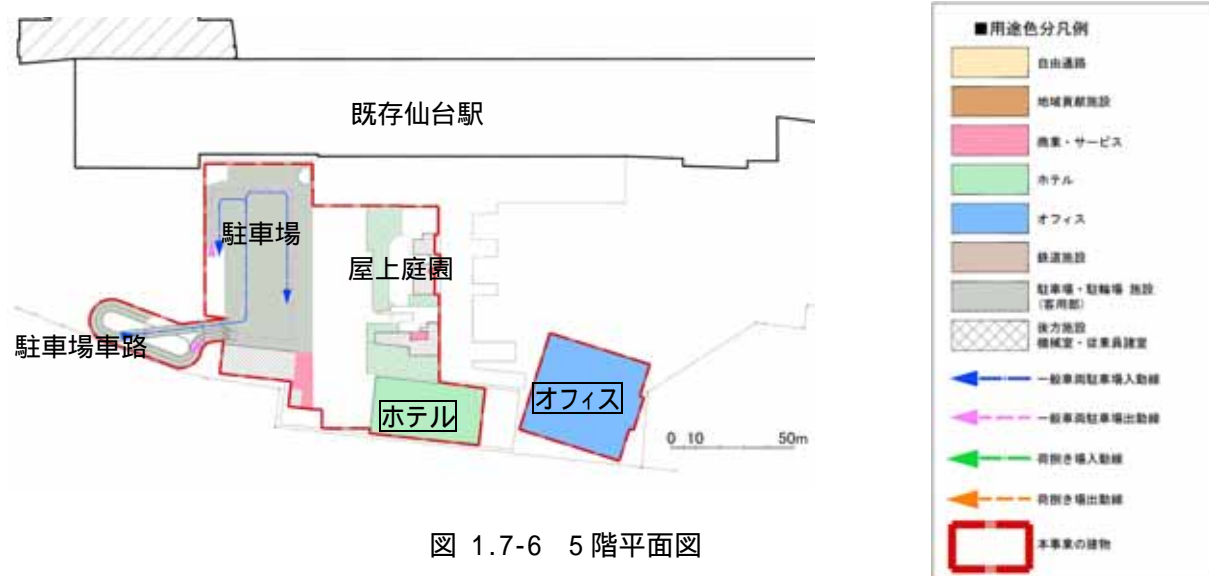 既存仙台駅
駐車場
屋上庭園
駐車場車路
ホテル
オフィス
0 10 50m
図 1.7-6 5階平面図
■用途色分凡例
自由通路
地域貢献施設
商業・サービス
ホテル
オフィス
鉄道施設
駐車場・駐輪場 施設
(客用部)
後方施設
機械室・従業員諸室
一般車両駐車場入動線
一般車両駐車場出動線
荷捌き場入動線
荷捌き場出動線
本事業の建物